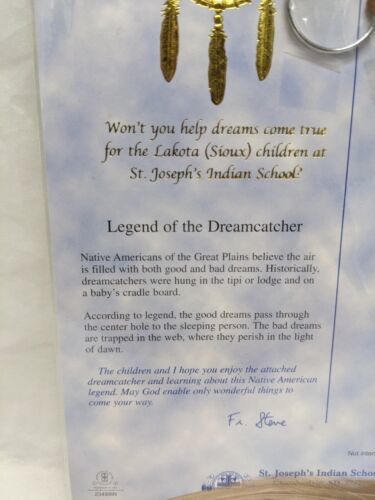 Won't you help dreams come true
for the Lakota (Sioux) children at
St. Joseph's Indian School?
Legend of the Dreamcatcher
Native Americans of the Great Plains believe the air
is filled with both good and bad dreams. Historically,
dreamcatchers were hung in the tipi or lodge and on
a baby's cradle board.
According to legend, the good dreams pass through
the center hole to the sleeping person. The bad dreams
are trapped in the web, where they perish in the light
of dawn.
The children and I hope you enjoy the attached
dreamcatcher and learning about this Native American
legend. May God enable only wonderful things to
come your way.
Fr. Steve
Not inten
St. Joseph's Indian Schoo